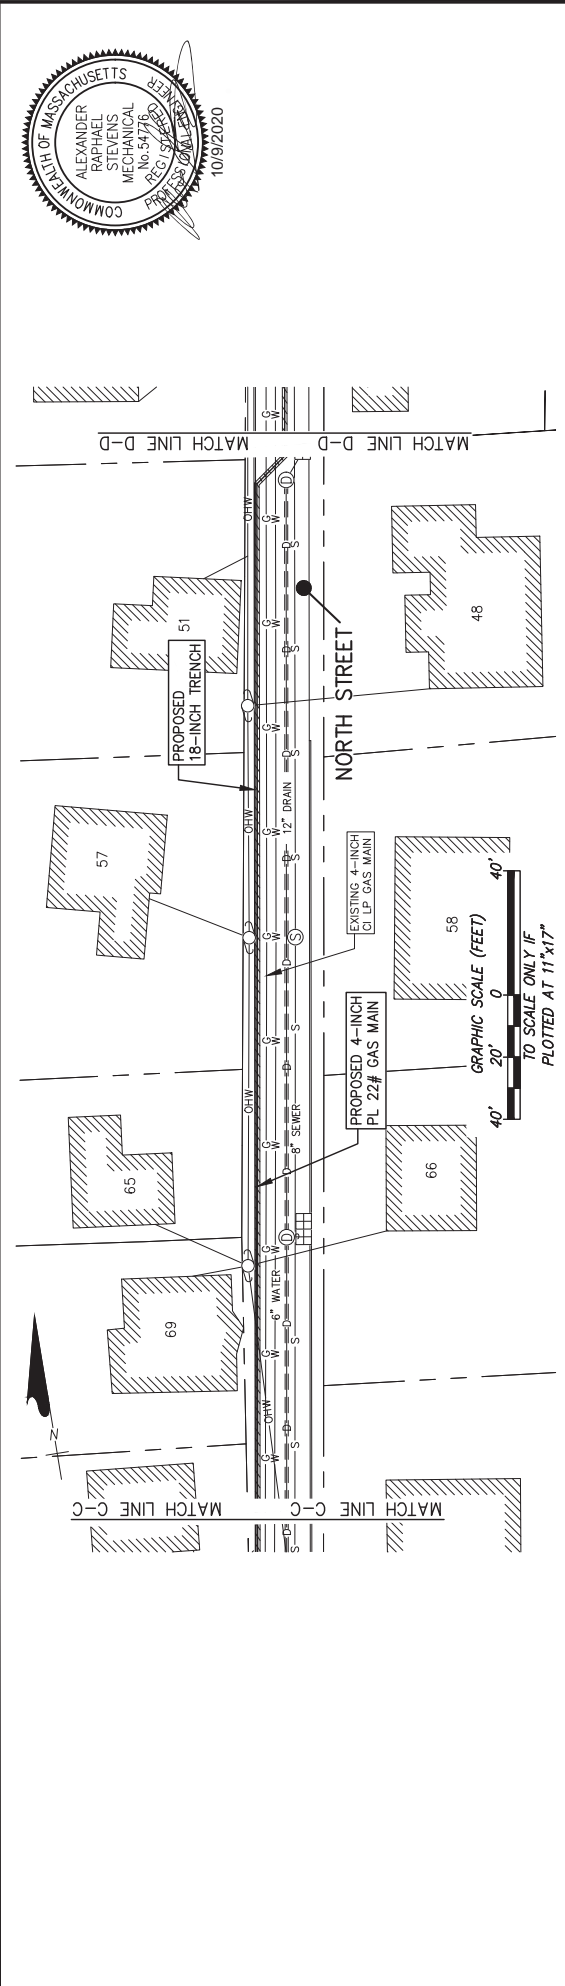 COMMONWEALTH OF MASSACHUSETTS
ALEXANDER
RAPHAEL
STEVENS
MECHANICAL
No. 54776
REGISTERED
PROFESSIONAL ENGINEER
10/9/2020
MATCH LINE D-D
MATCH LINE D-D
G
W
D
OHW
G
W
D
S
51
48
G
W
D
S
PROPOSED
18-INCH TRENCH
NORTH STREET
G
W
D
S
OHW
G
W
12" DRAIN
57
D
S
EXISTING 4-INCH
CI LP GAS MAIN
58
G
W
S
D
40'
0
20'
40'
GRAPHIC SCALE (FEET)
TO SCALE ONLY IF
PLOTTED AT 11"x17"
G
W
D
S
PROPOSED 4-INCH
PL 22# GAS MAIN
OHW
G
W
8" SEWER
D
65
66
G
W
D
6" WATER
69
G
W
D
S
OHW
G
W
D
S
N
MATCH LINE C-C
MATCH LINE C-C
D
S